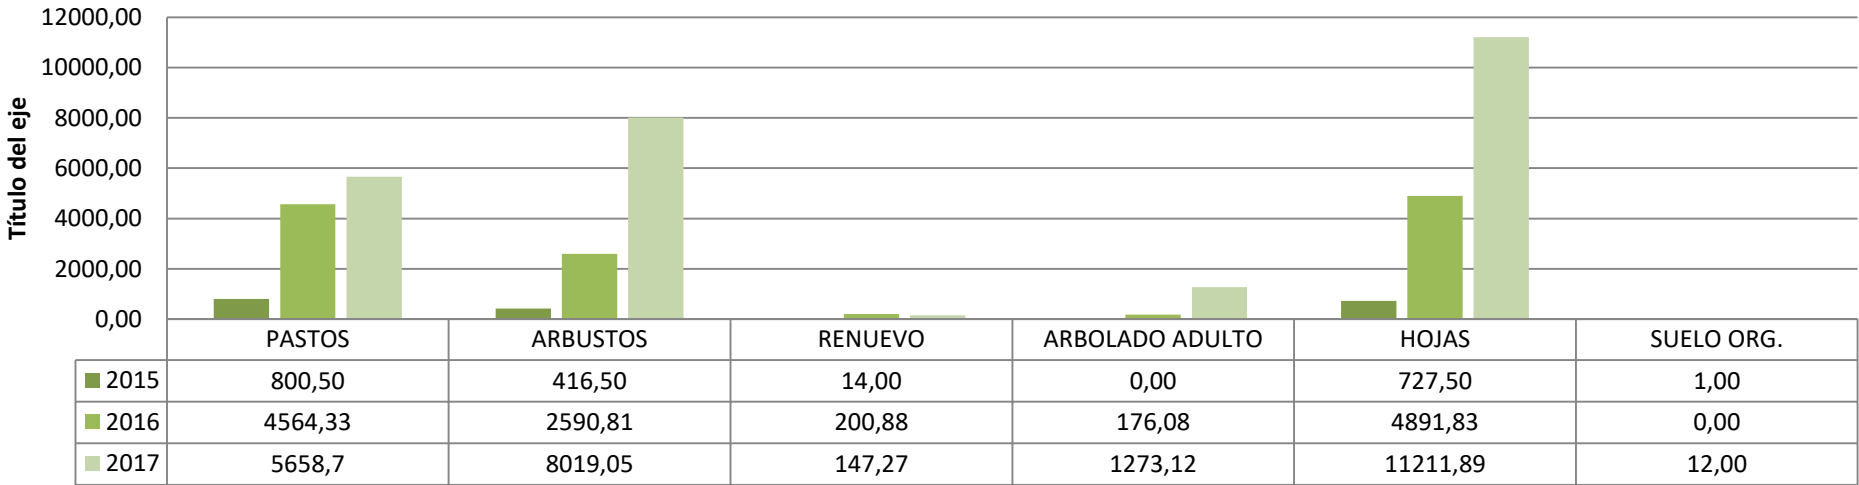 12000,00
10000,00
8000,00
6000,00
4000,00
2000,00
0,00
Título del eje
PASTOS ARBUSTOS RENUEVO ARBOLADO ADULTO HOJAS SUELO ORG.
2015 800,50 416,50 14,00 0,00 727,50 1,00
2016 4564,33 2590,81 200,88 176,08 4891,83 0,00
2017 5658,7 8019,05 147,27 1273,12 11211,89 12,00